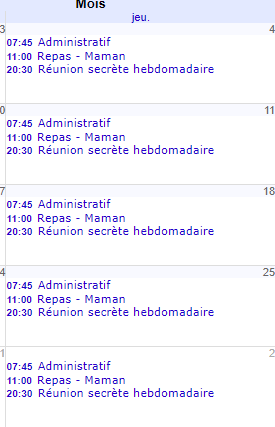 Mois
jeu.
3 4
07:45 Administratif
11:00 Repas - Maman
20:30 Réunion secrète hebdomadaire
0 11
07:45 Administratif
11:00 Repas - Maman
20:30 Réunion secrète hebdomadaire
7 18
07:45 Administratif
11:00 Repas - Maman
20:30 Réunion secrète hebdomadaire
4 25
07:45 Administratif
11:00 Repas - Maman
20:30 Réunion secrète hebdomadaire
1 2
07:45 Administratif
11:00 Repas - Maman
20:30 Réunion secrète hebdomadaire